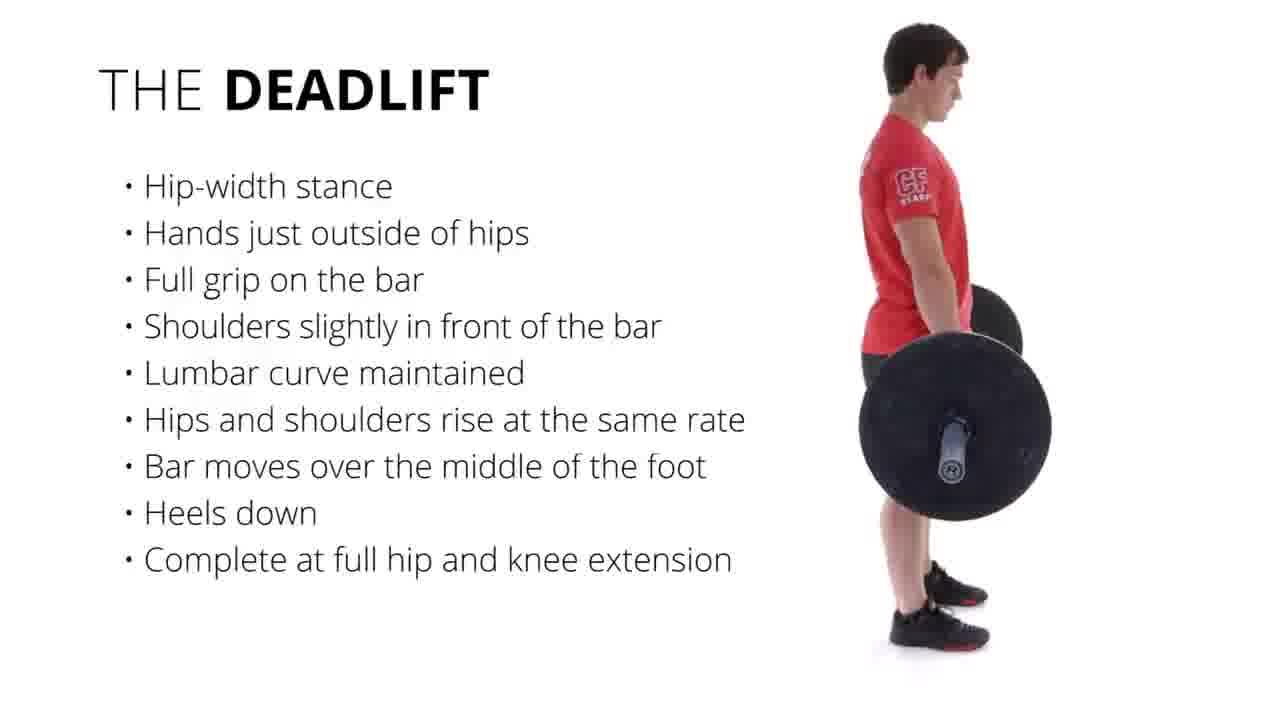 THE DEADLIFT
• Hip-width stance
• Hands just outside of hips
• Full grip on the bar
• Shoulders slightly in front of the bar
• Lumbar curve maintained
• Hips and shoulders rise at the same rate
• Bar moves over the middle of the foot
• Heels down
• Complete at full hip and knee extension
CF
R